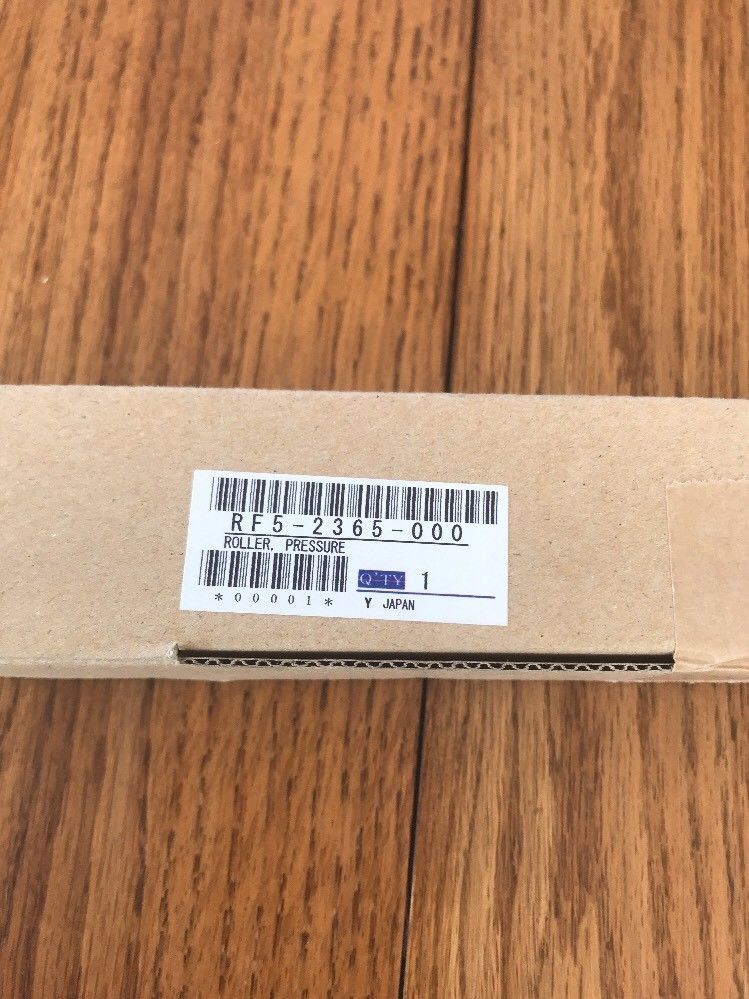 RF5-2365-000
ROLLER, PRESSURE
Q'TY 1
*00001* Y JAPAN